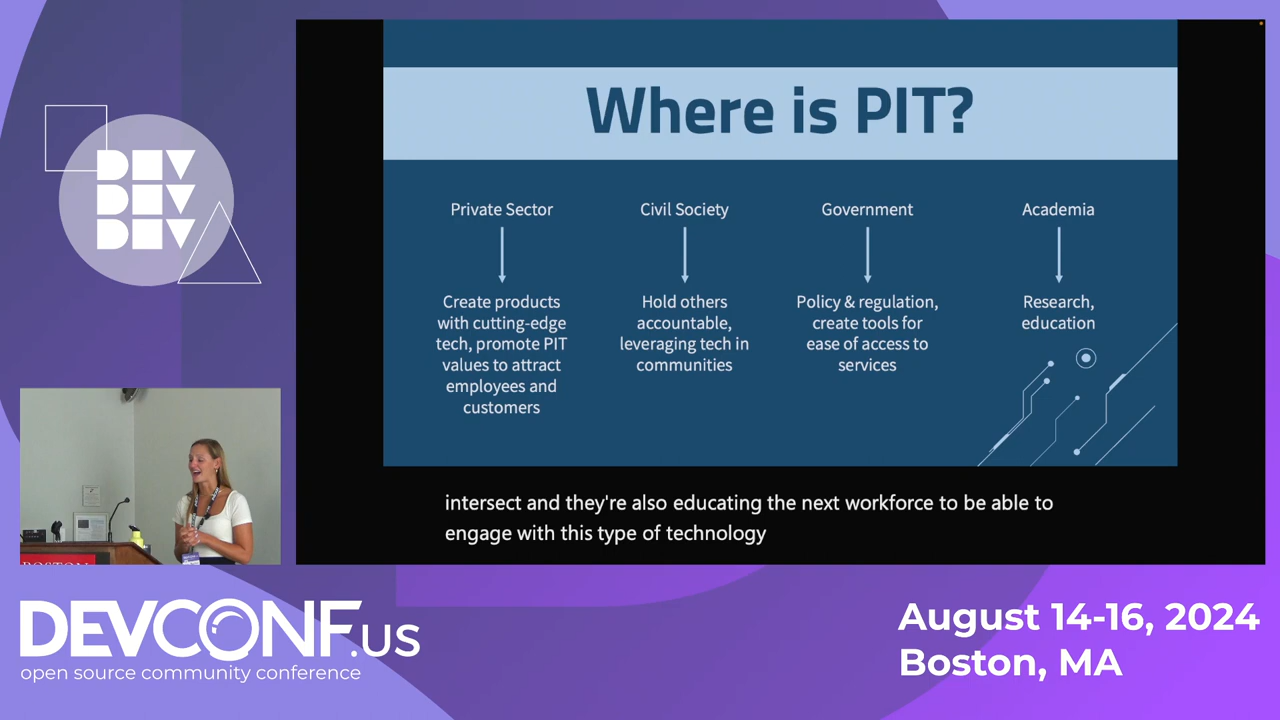 Where is PIT?
Private Sector
Civil Society
Government
Academia
Create products
with cutting-edge
tech, promote PIT
values to attract
employees and
customers
Hold others
accountable,
leveraging tech in
communities
Policy & regulation,
create tools for
ease of access to
services
Research,
education
DEV
DEV
DEV
intersect and they're also educating the next workforce to be able to
engage with this type of technology
BOSTON
DEVCONF.US
open source community conference
August 14-16, 2024
Boston, MA